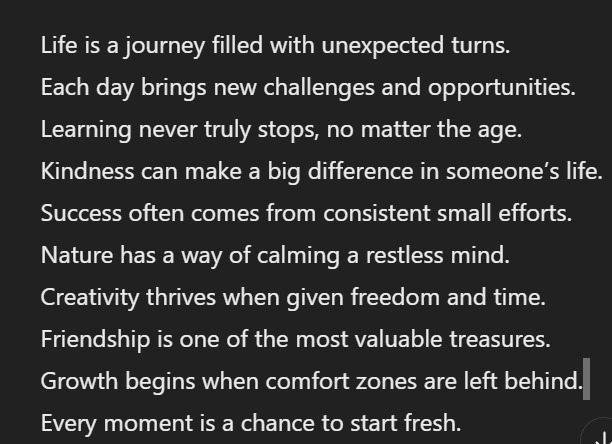 Life is a journey filled with unexpected turns.
Each day brings new challenges and opportunities.
Learning never truly stops, no matter the age.
Kindness can make a big difference in someone’s life.
Success often comes from consistent small efforts.
Nature has a way of calming a restless mind.
Creativity thrives when given freedom and time.
Friendship is one of the most valuable treasures.
Growth begins when comfort zones are left behind.
Every moment is a chance to start fresh.